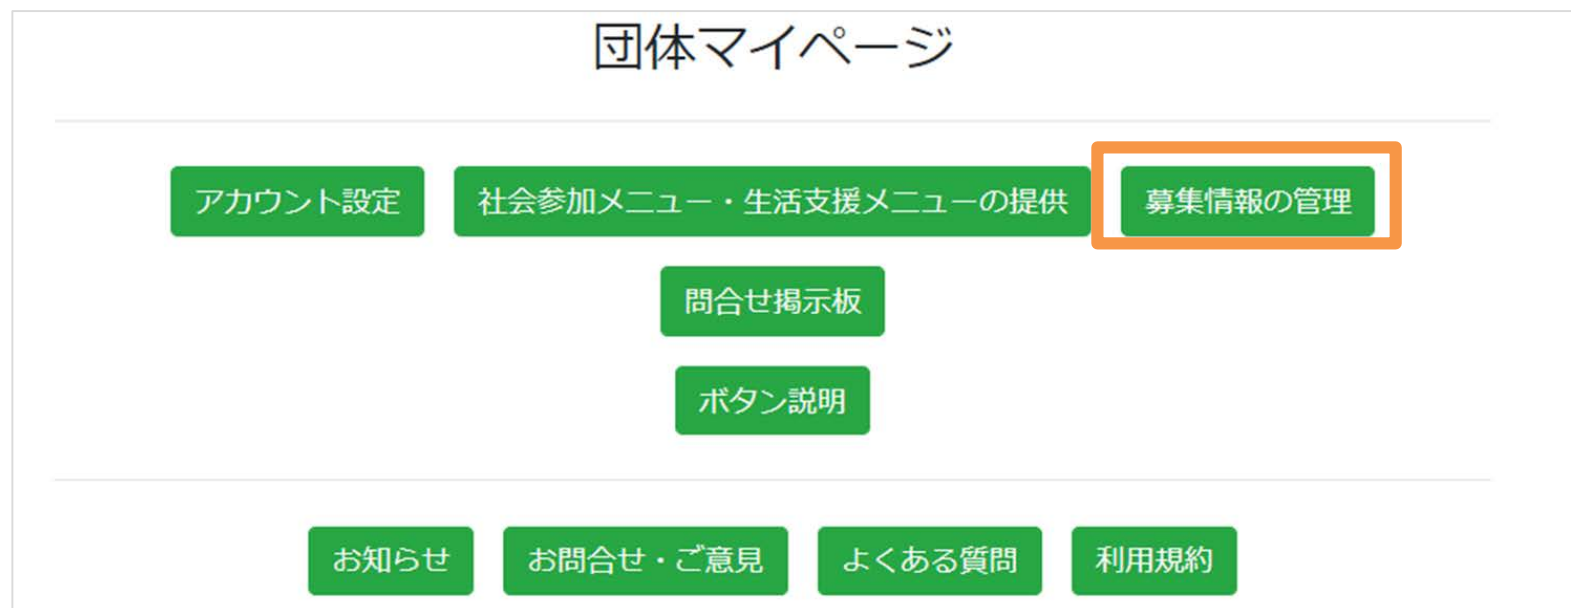 団体マイページ
アカウント設定 社会参加メニュー・生活支援メニューの提供 募集情報の管理
問合せ掲示板
ボタン説明
お知らせ お問合せ・ご意見 よくある質問 利用規約